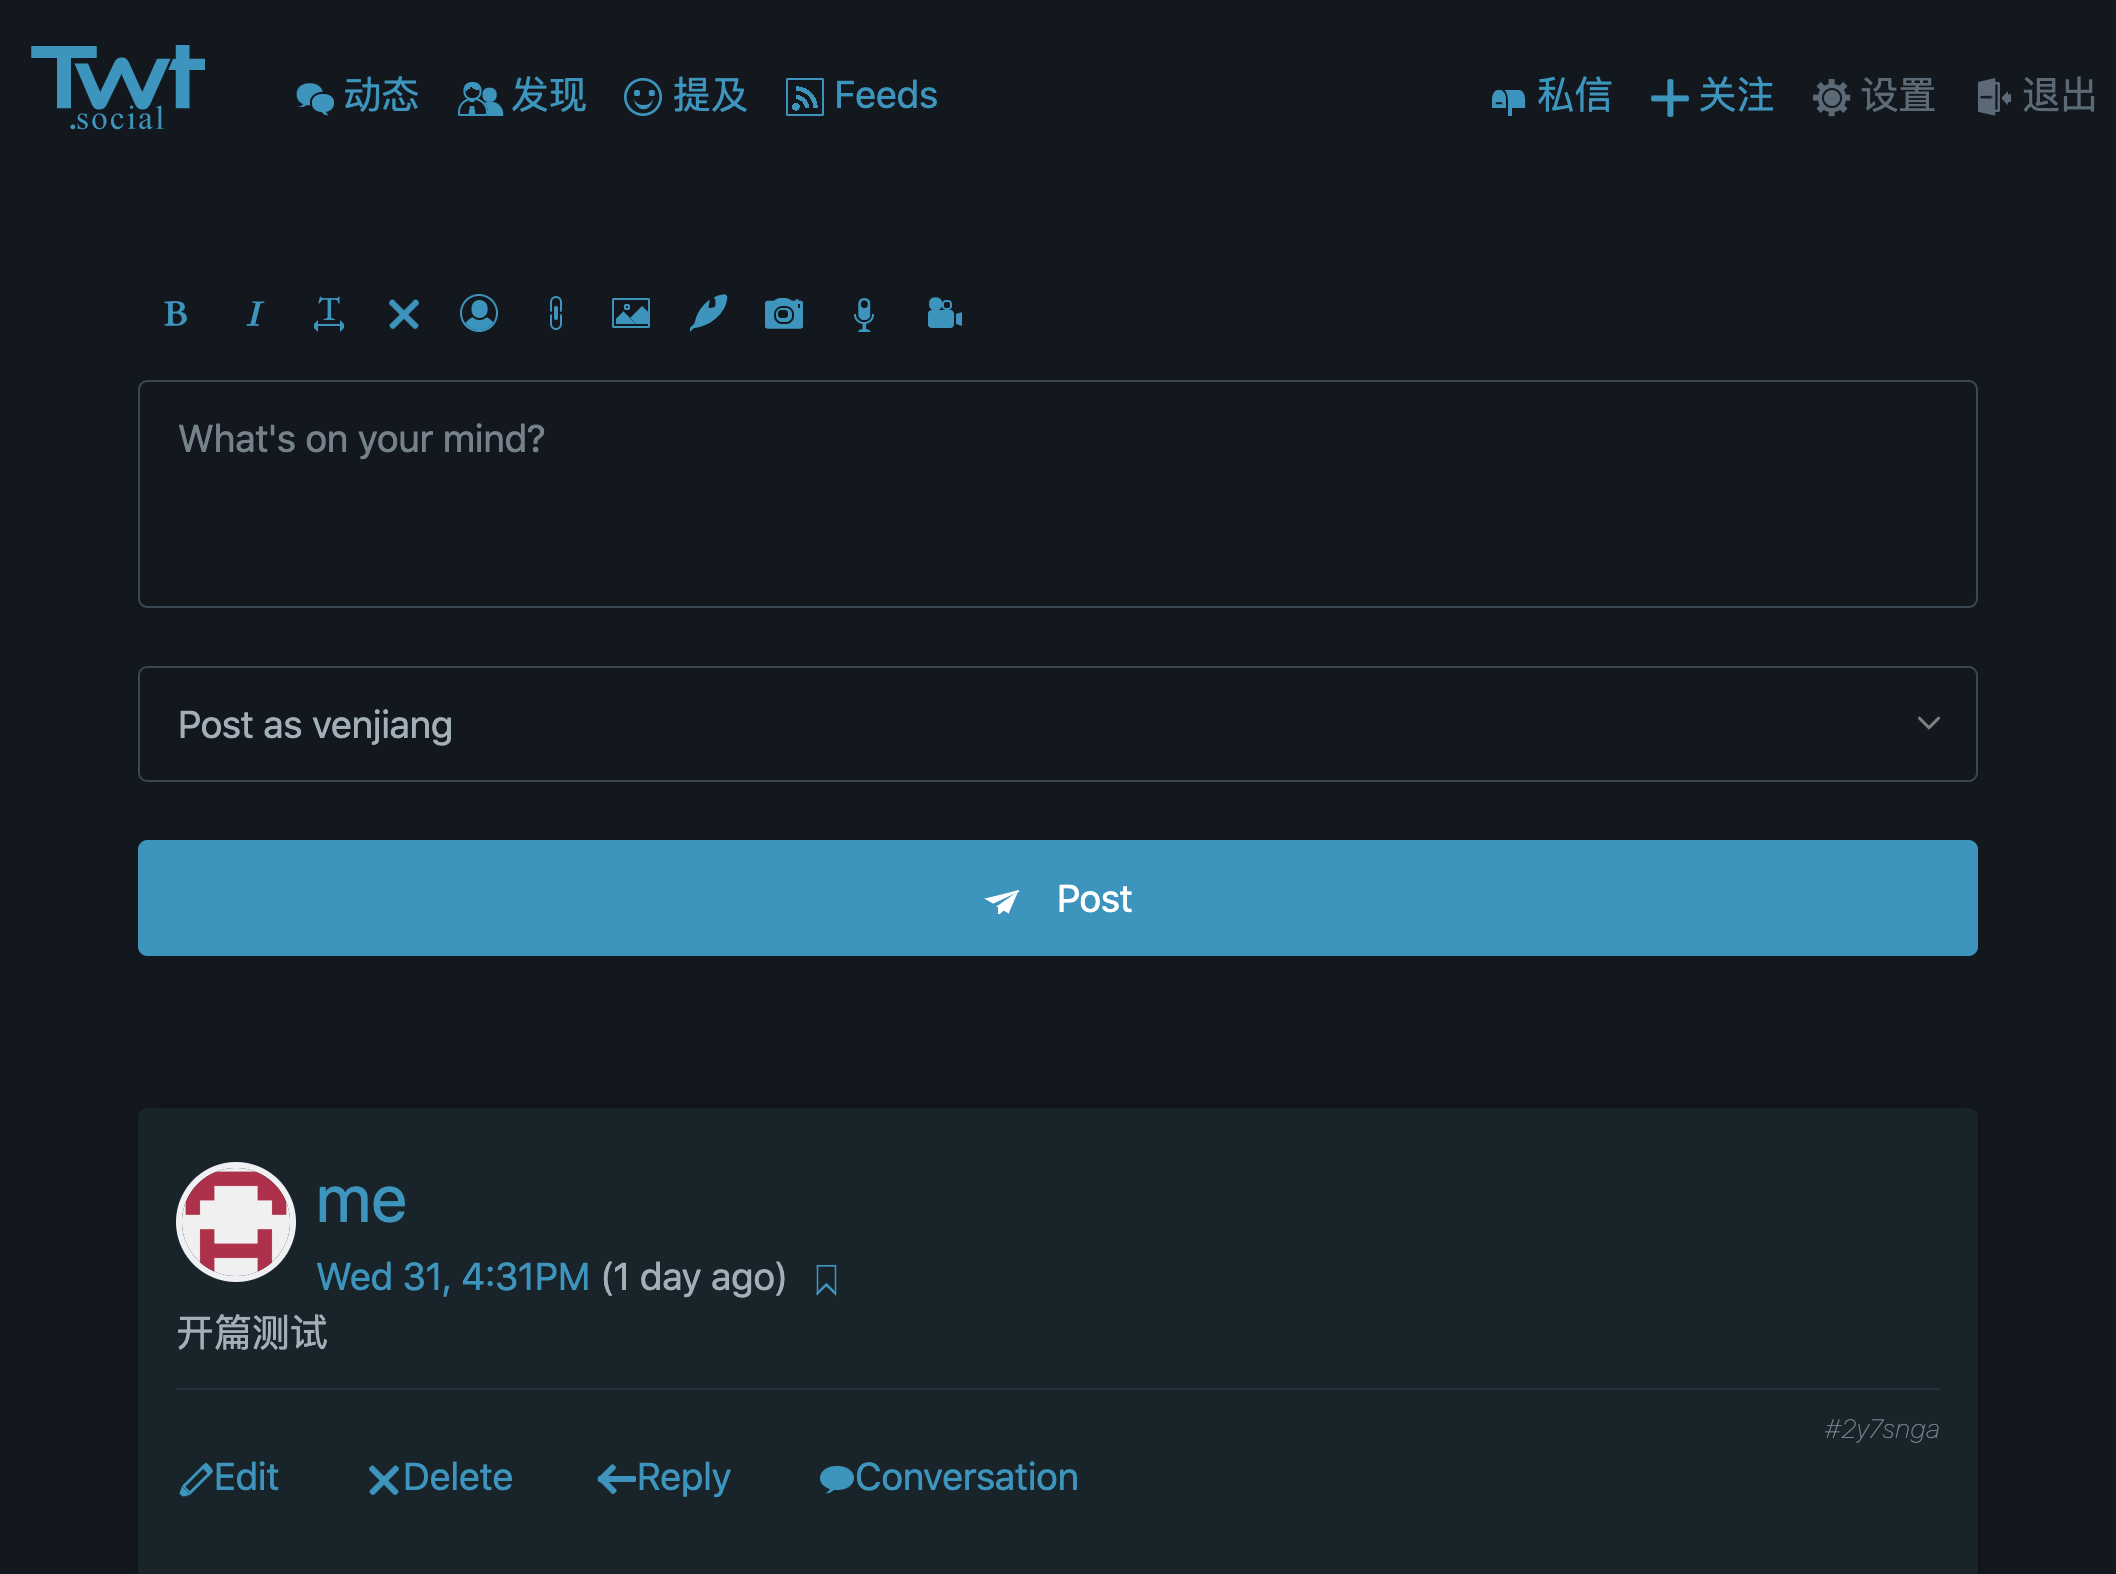 Twt
.social
动态 发现 提及 Feeds 私信 关注 设置 退出
B I T
What's on your mind?
Post as venjiang
Post
me
Wed 31, 4:31PM (1 day ago)
开篇测试
#2y7snga
Edit Delete Reply Conversation